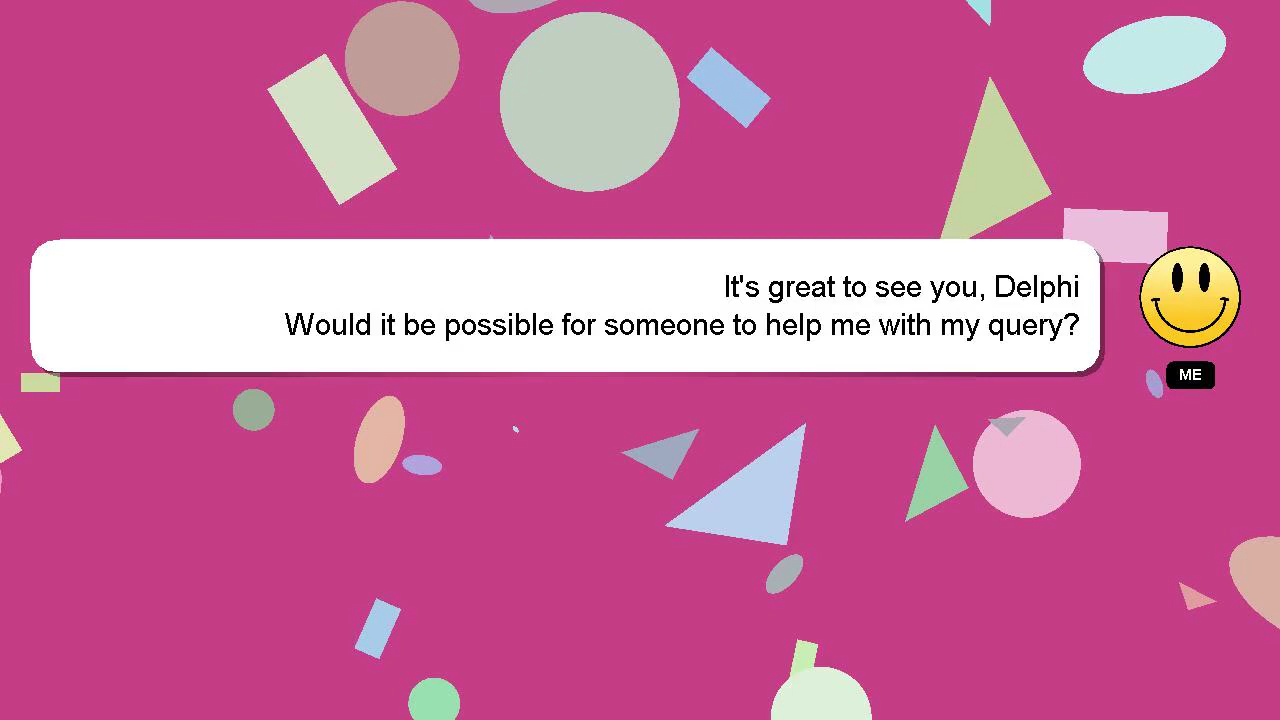 It's great to see you, Delphi
Would it be possible for someone to help me with my query?
ME